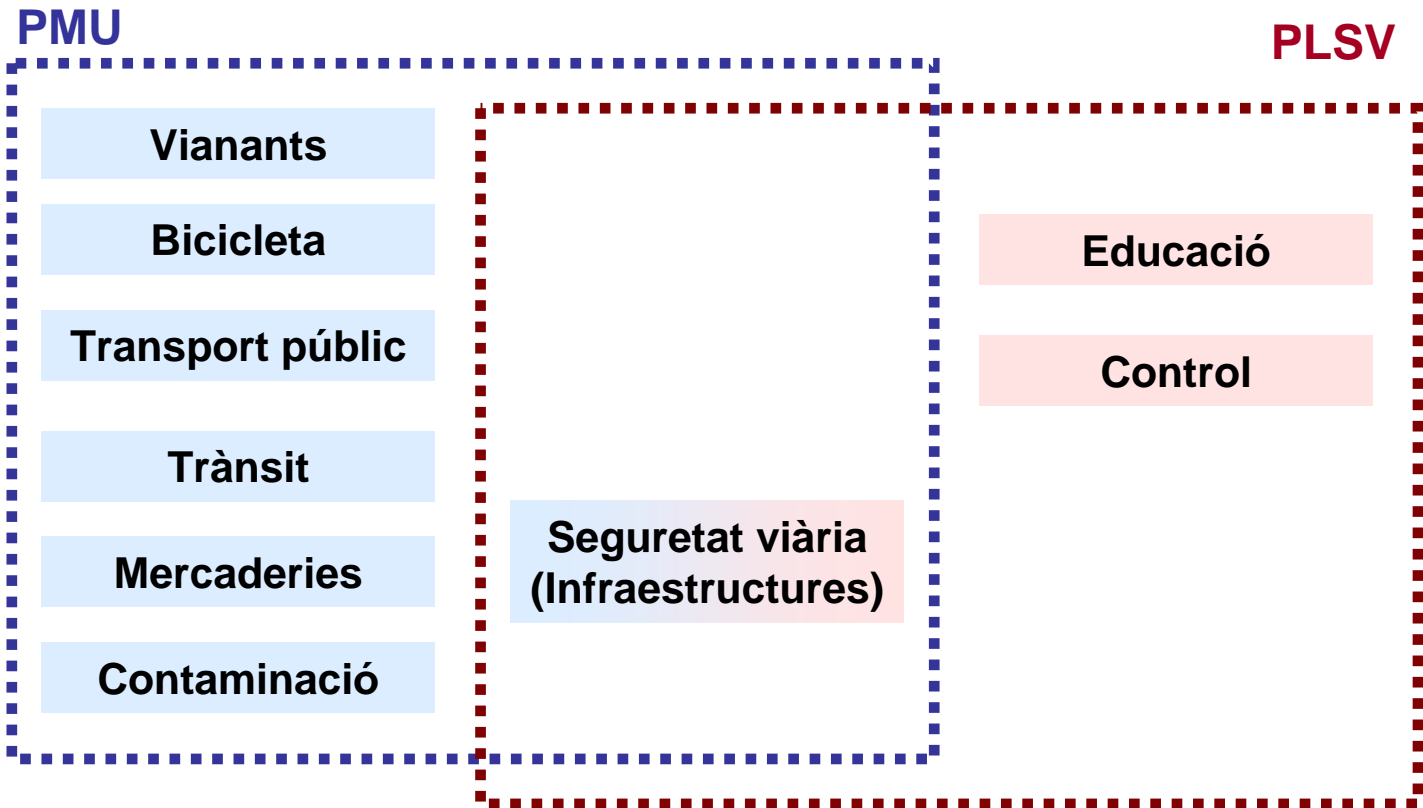 PMU
PLSV
Vianants
Bicicleta
Transport públic
Trànsit
Mercaderies
Contaminació
Seguretat viària
(Infraestructures)
Educació
Control